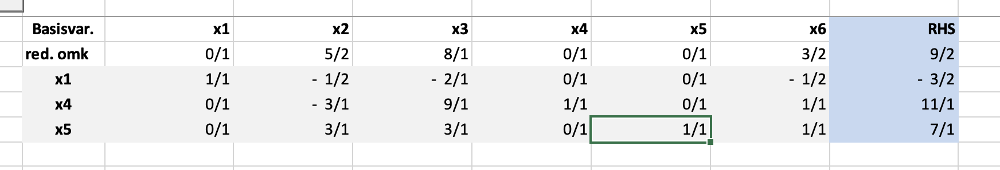 Basisvar. x1 x2 x3 x4 x5 x6 RHS
red. omk 0/1 5/2 8/1 0/1 0/1 3/2 9/2
x1 1/1 - 1/2 - 2/1 0/1 0/1 - 1/2 - 3/2
x4 0/1 - 3/1 9/1 1/1 0/1 1/1 11/1
x5 0/1 3/1 3/1 0/1 1/1 1/1 7/1